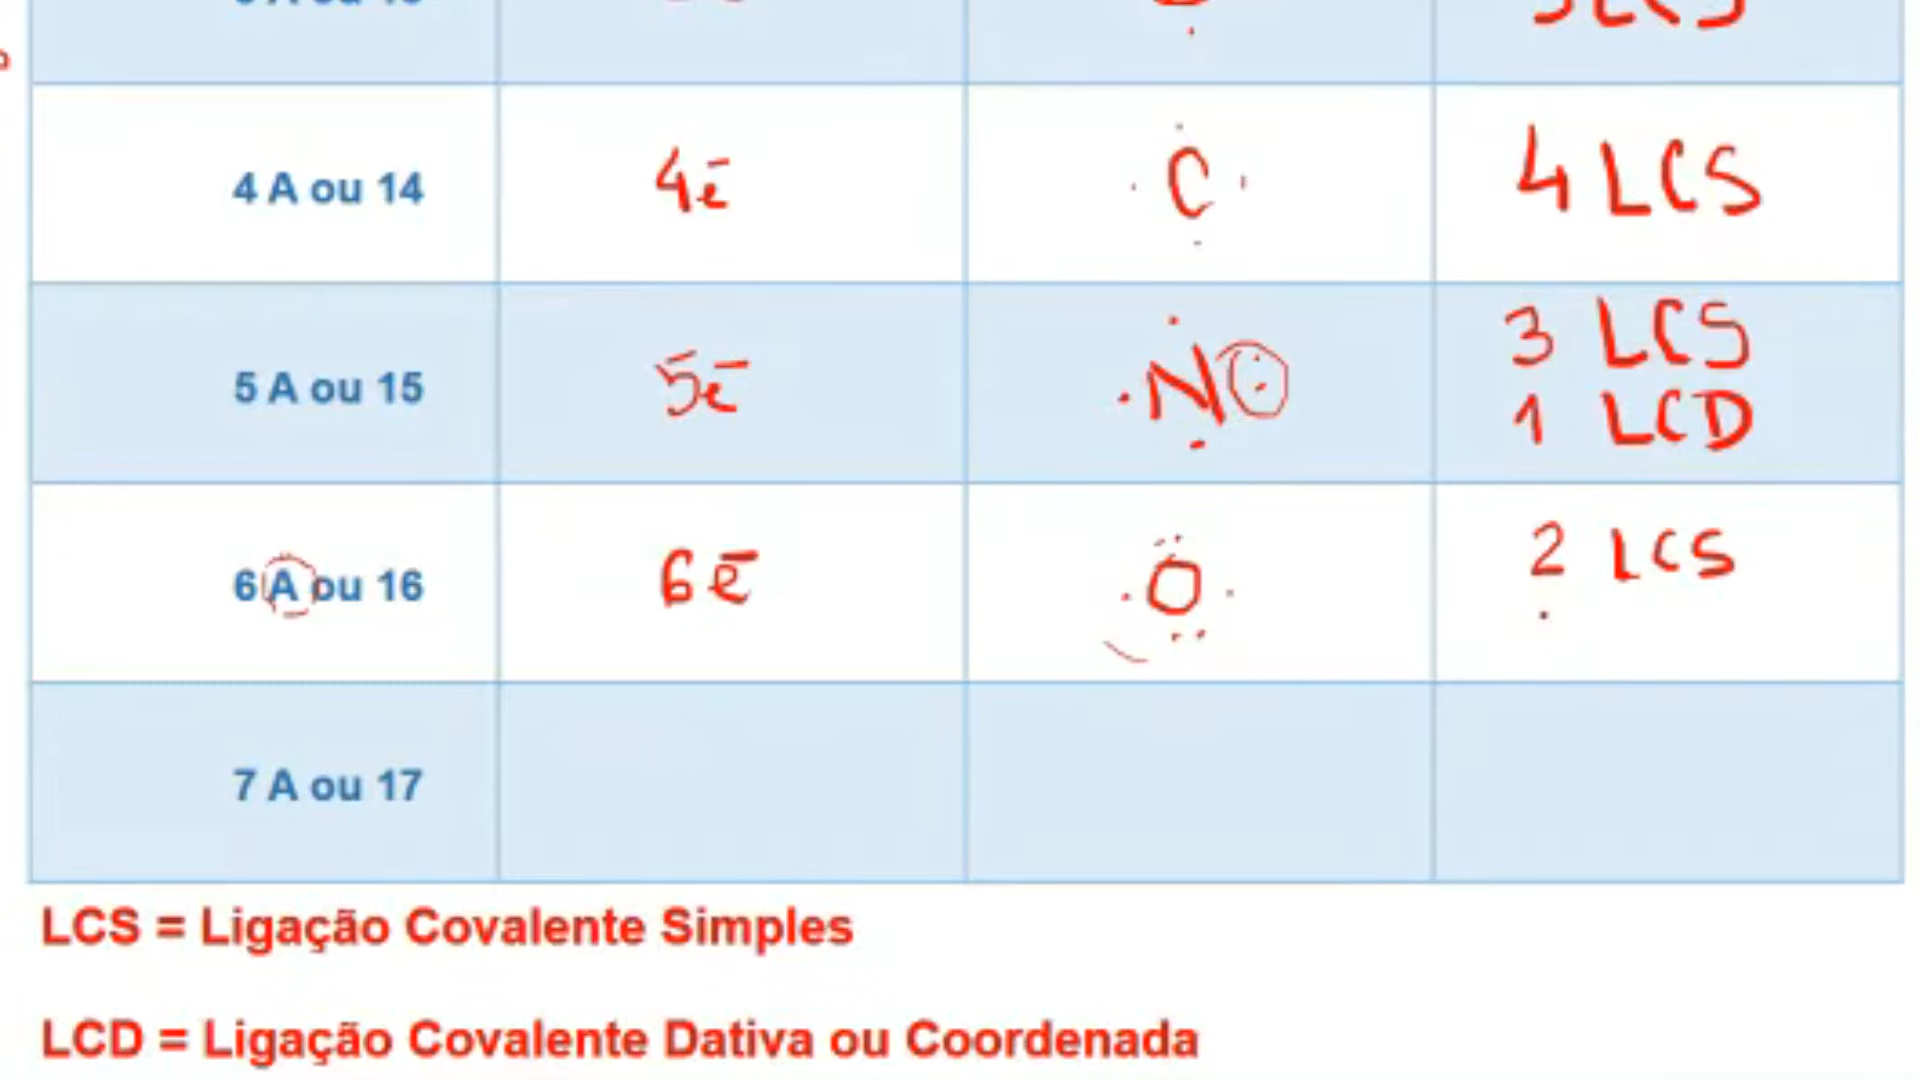 4 A ou 14 4e⁻ C 4 LCS
5 A ou 15 5e⁻ N 3 LCS
1 LCD
6 A ou 16 6e⁻ O 2 LCS
7 A ou 17
LCS = Ligação Covalente Simples
LCD = Ligação Covalente Dativa ou Coordenada